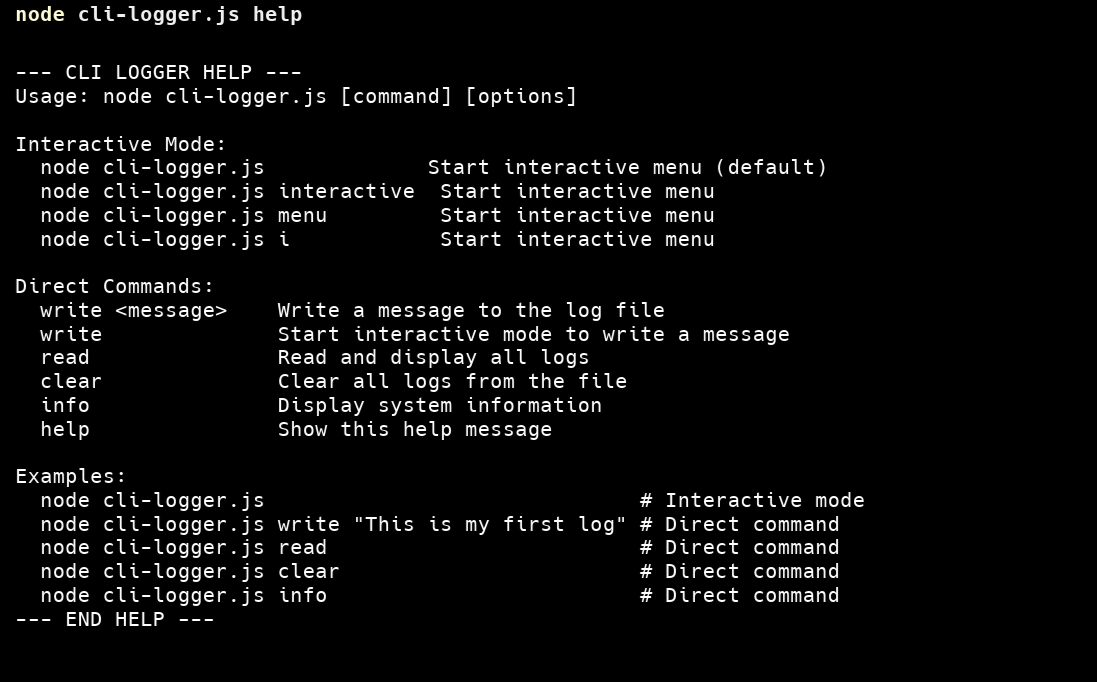 node cli-logger.js help

--- CLI LOGGER HELP ---
Usage: node cli-logger.js [command] [options]

Interactive Mode:
  node cli-logger.js             Start interactive menu (default)
  node cli-logger.js interactive  Start interactive menu
  node cli-logger.js menu         Start interactive menu
  node cli-logger.js i            Start interactive menu

Direct Commands:
  write <message>    Write a message to the log file
  write              Start interactive mode to write a message
  read               Read and display all logs
  clear              Clear all logs from the file
  info               Display system information
  help               Show this help message

Examples:
  node cli-logger.js                              # Interactive mode
  node cli-logger.js write "This is my first log" # Direct command
  node cli-logger.js read                         # Direct command
  node cli-logger.js clear                        # Direct command
  node cli-logger.js info                         # Direct command
--- END HELP ---